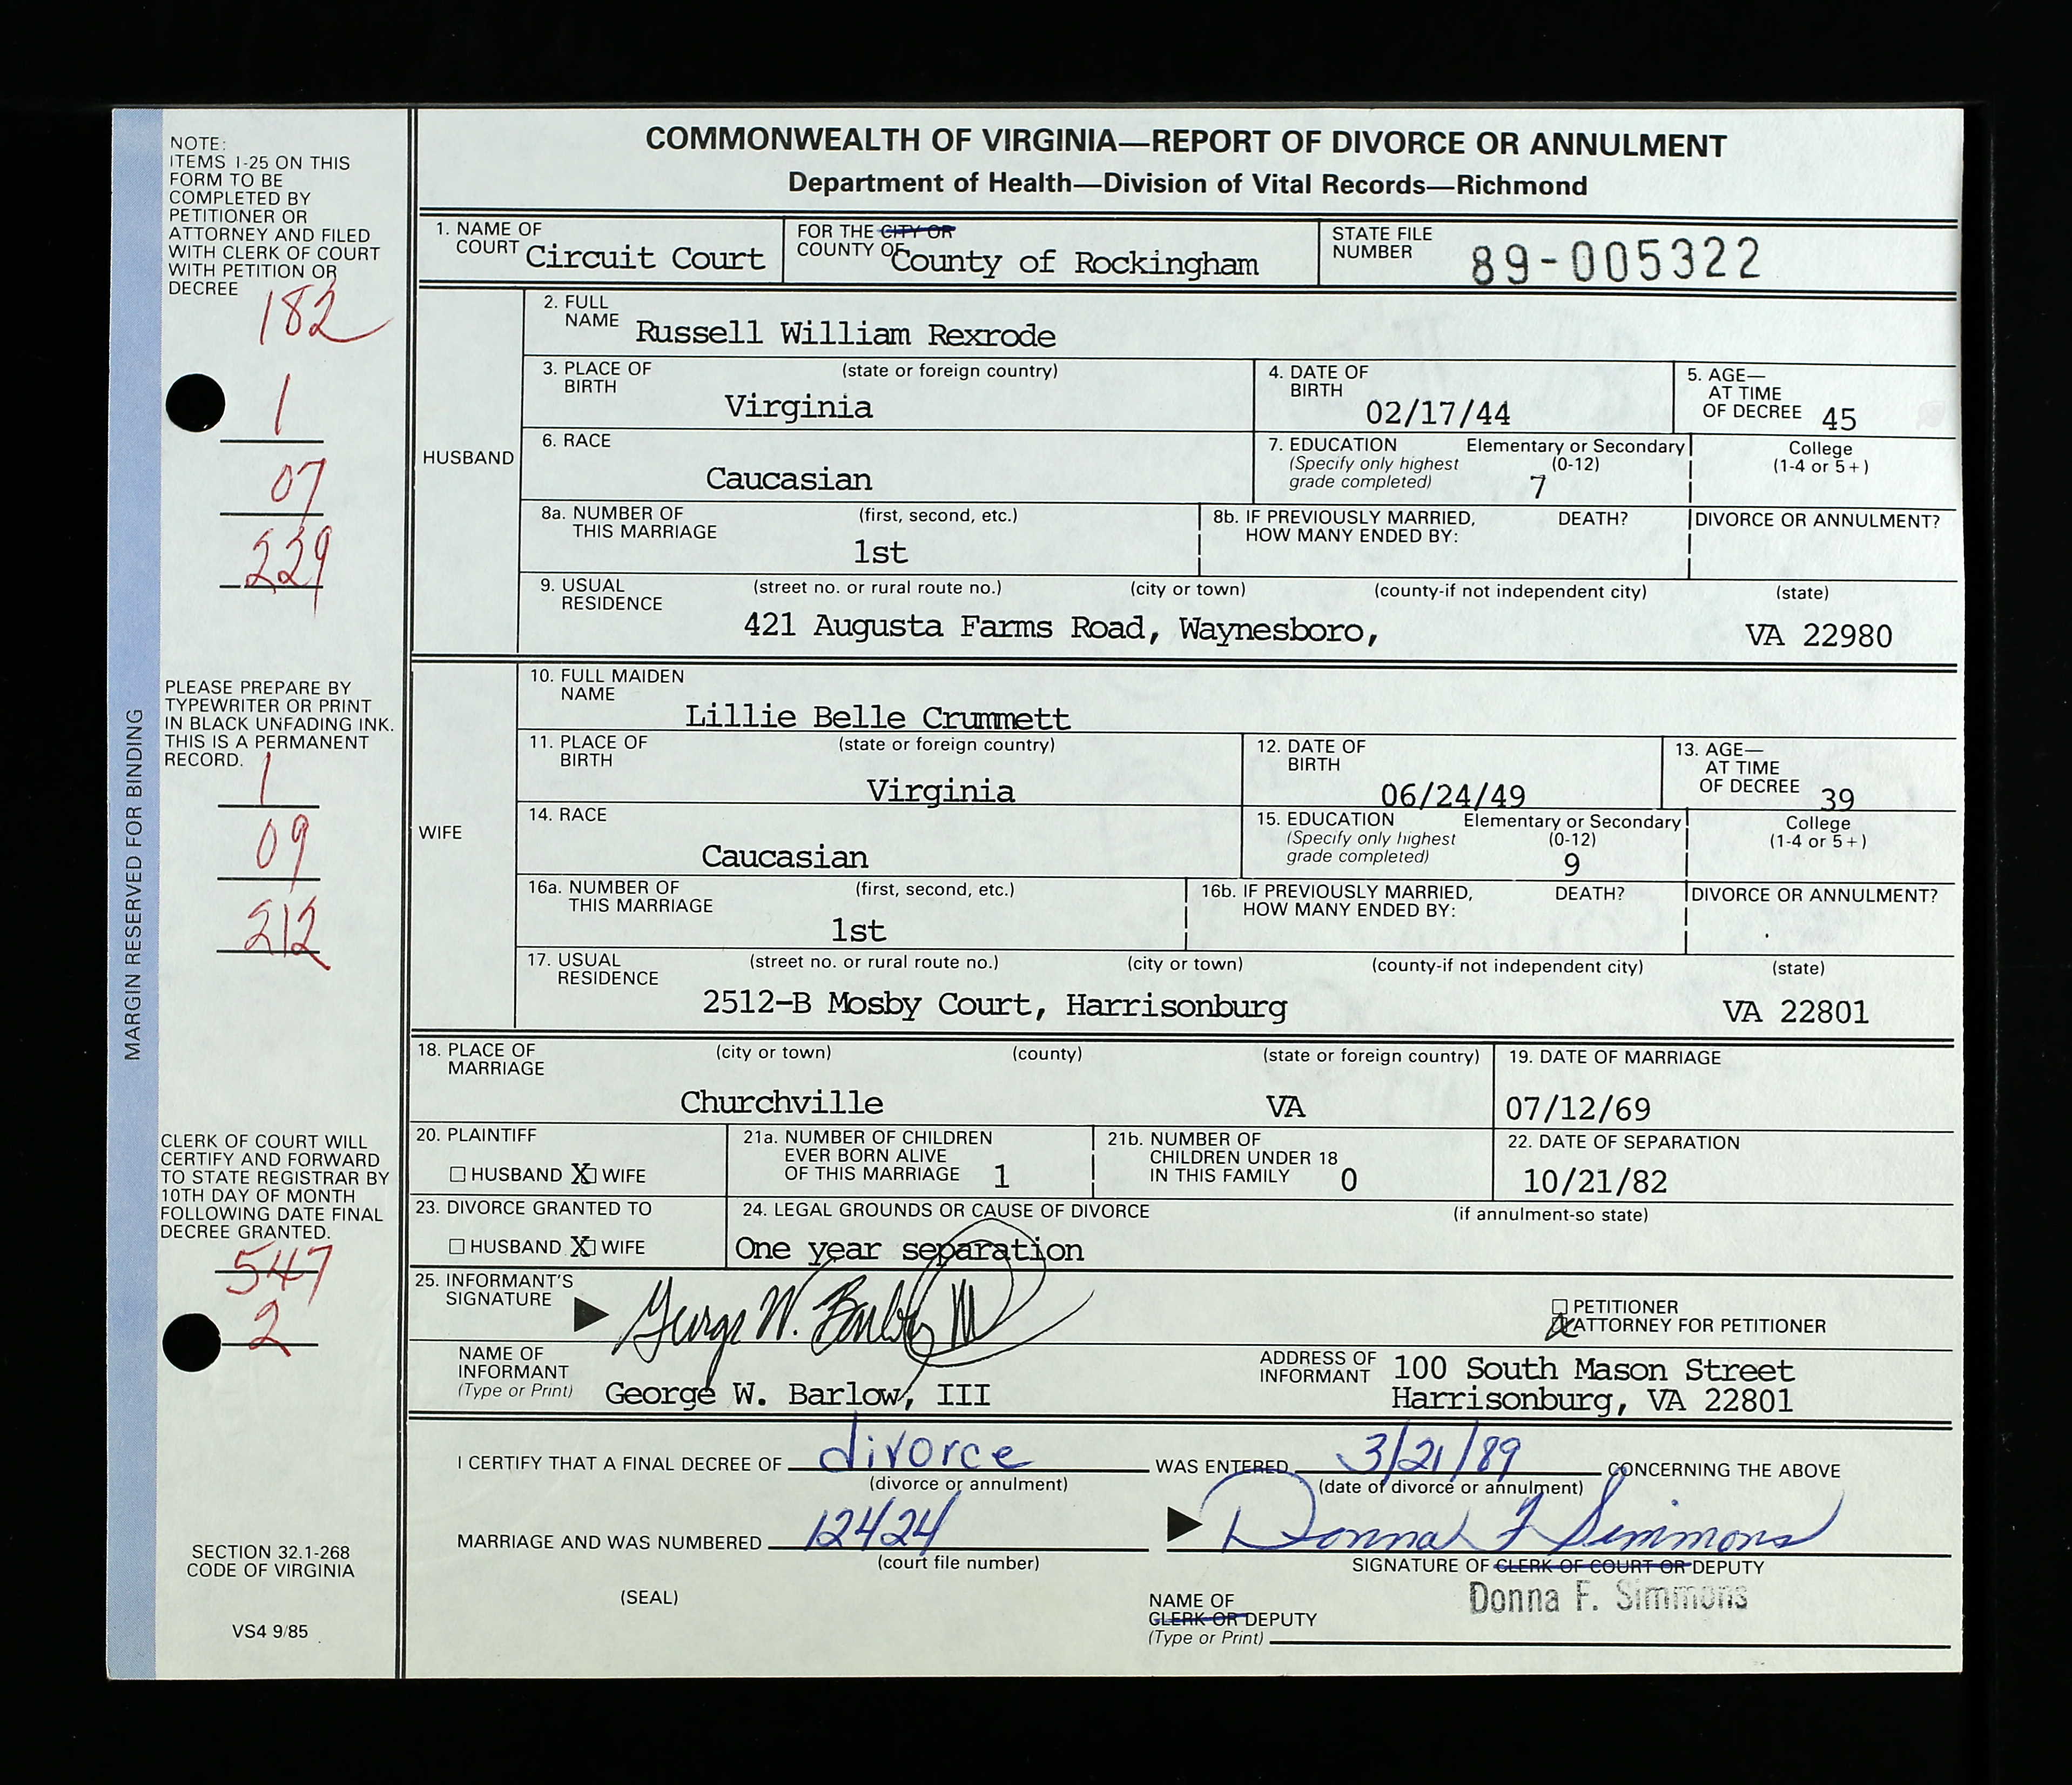 COMMONWEALTH OF VIRGINIA—REPORT OF DIVORCE OR ANNULMENT
Department of Health—Division of Vital Records—Richmond
NOTE:
ITEMS 1-25 ON THIS
FORM TO BE
COMPLETED BY
PETITIONER OR
ATTORNEY AND FILED
WITH CLERK OF COURT
WITH PETITION OR
DECREE
182
1
07
229
PLEASE PREPARE BY
TYPEWRITER OR PRINT
IN BLACK UNFADING INK.
THIS IS A PERMANENT
RECORD.
1
09
212
MARGIN RESERVED FOR BINDING
CLERK OF COURT WILL
CERTIFY AND FORWARD
TO STATE REGISTRAR BY
10TH DAY OF MONTH
FOLLOWING DATE FINAL
DECREE GRANTED.
547
2
SECTION 32.1-268
CODE OF VIRGINIA
VS4 9/85
1. NAME OF COURT Circuit Court
FOR THE CITY OR COUNTY OF County of Rockingham
STATE FILE NUMBER 89-005322
HUSBAND
2. FULL NAME Russell William Rexrode
3. PLACE OF BIRTH (state or foreign country) Virginia
4. DATE OF BIRTH 02/17/44
5. AGE— AT TIME OF DECREE 45
6. RACE Caucasian
7. EDUCATION (Specify only highest grade completed) Elementary or Secondary (0-12) 7
College (1-4 or 5+)
8a. NUMBER OF THIS MARRIAGE (first, second, etc.) 1st
8b. IF PREVIOUSLY MARRIED, HOW MANY ENDED BY: DEATH? DIVORCE OR ANNULMENT?
9. USUAL RESIDENCE (street no. or rural route no.) (city or town) (county-if not independent city) (state)
421 Augusta Farms Road, Waynesboro, VA 22980
WIFE
10. FULL MAIDEN NAME Lillie Belle Crummett
11. PLACE OF BIRTH (state or foreign country) Virginia
12. DATE OF BIRTH 06/24/49
13. AGE— AT TIME OF DECREE 39
14. RACE Caucasian
15. EDUCATION (Specify only highest grade completed) Elementary or Secondary (0-12) 9
College (1-4 or 5+)
16a. NUMBER OF THIS MARRIAGE (first, second, etc.) 1st
16b. IF PREVIOUSLY MARRIED, HOW MANY ENDED BY: DEATH? DIVORCE OR ANNULMENT?
17. USUAL RESIDENCE (street no. or rural route no.) (city or town) (county-if not independent city) (state)
2512-B Mosby Court, Harrisonburg VA 22801
18. PLACE OF MARRIAGE (city or town) (county) (state or foreign country)
Churchville VA
19. DATE OF MARRIAGE
07/12/69
20. PLAINTIFF
HUSBAND X WIFE
21a. NUMBER OF CHILDREN EVER BORN ALIVE OF THIS MARRIAGE 1
21b. NUMBER OF CHILDREN UNDER 18 IN THIS FAMILY 0
22. DATE OF SEPARATION
10/21/82
23. DIVORCE GRANTED TO
HUSBAND X WIFE
24. LEGAL GROUNDS OR CAUSE OF DIVORCE (if annulment-so state)
One year separation
25. INFORMANT'S SIGNATURE George W. Barlow III
PETITIONER
X ATTORNEY FOR PETITIONER
NAME OF INFORMANT (Type or Print) George W. Barlow, III
ADDRESS OF INFORMANT 100 South Mason Street
Harrisonburg, VA 22801
I CERTIFY THAT A FINAL DECREE OF divorce WAS ENTERED 3/21/89 CONCERNING THE ABOVE
(divorce or annulment) (date of divorce or annulment)
MARRIAGE AND WAS NUMBERED 12424 Donna F Simmons
(court file number) SIGNATURE OF CLERK OF COURT OR DEPUTY
(SEAL)
NAME OF CLERK OR DEPUTY (Type or Print) Donna F. Simmons